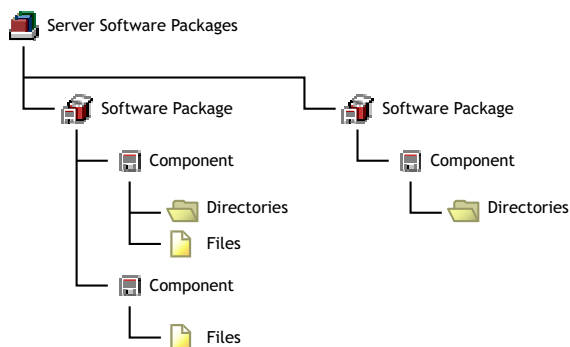 Server Software Packages
Software Package
Software Package
Component
Component
Directories
Directories
Files
Component
Files